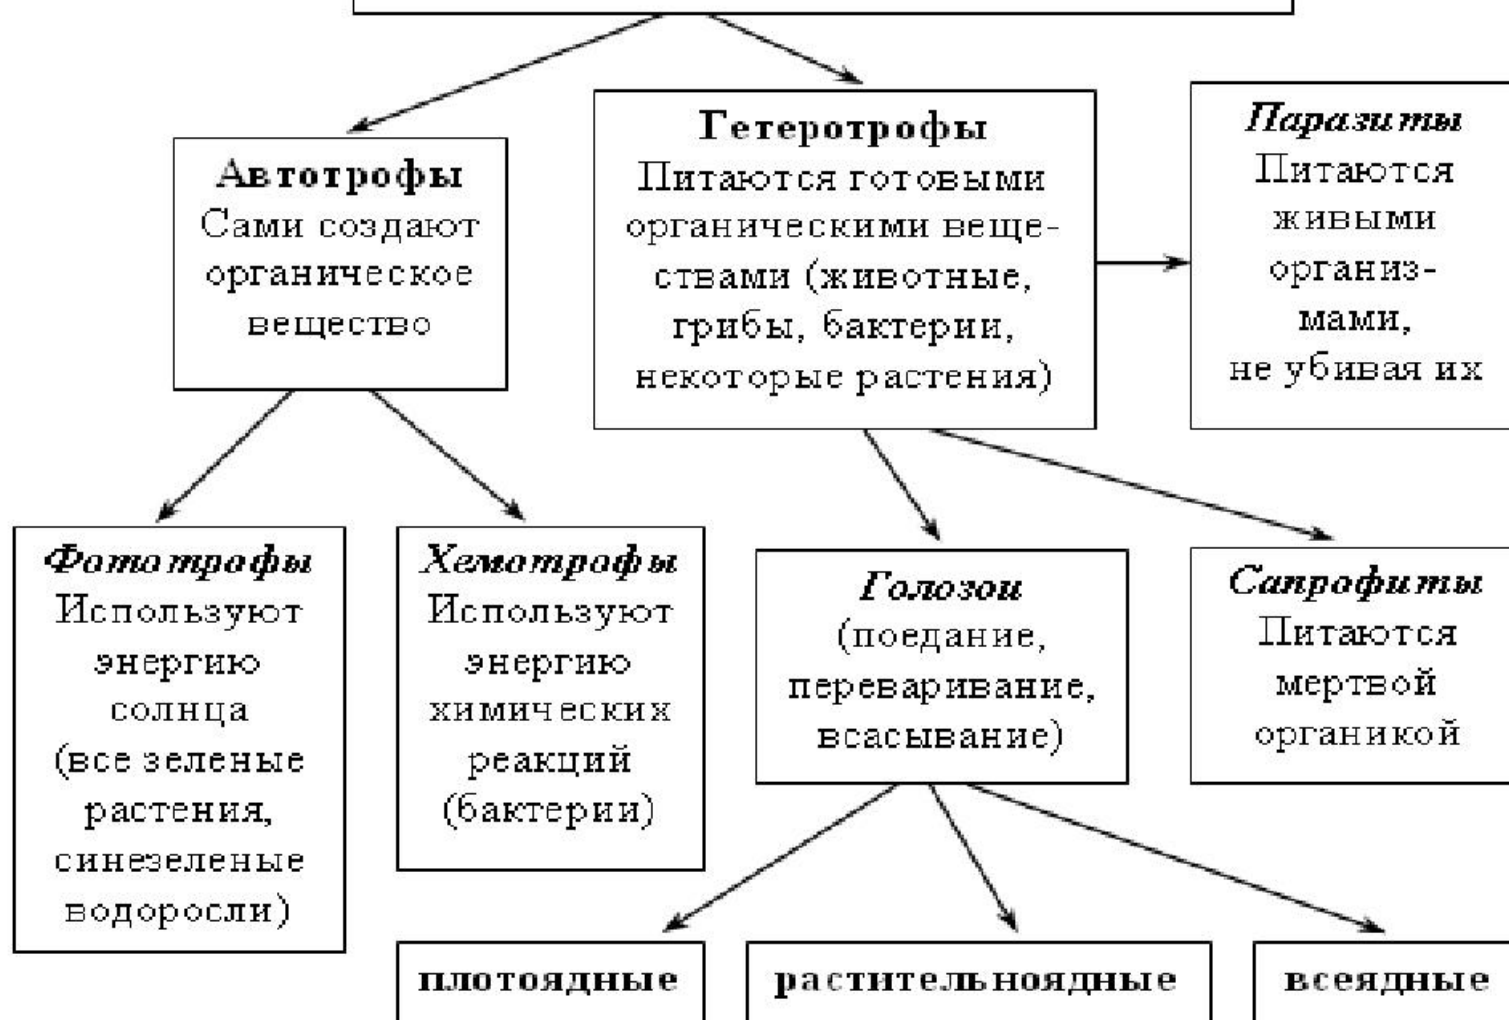 Автотрофы
Сами создают
органическое
вещество
Гетеротрофы
Питаются готовыми
органическими веще-
ствами (животные,
грибы, бактерии,
некоторые растения)
Паразиты
Питаются
живыми
организ-
мами,
не убивая их
Фототрофы
Используют
энергию
солнца
(все зеленые
растения,
синезеленые
водоросли)
Хемотрофы
Используют
энергию
химических
реакций
(бактерии)
Голозои
(поедание,
переваривание,
всасывание)
Сапрофиты
Питаются
мертвой
органикой
плотоядные
растительноядные
всеядные